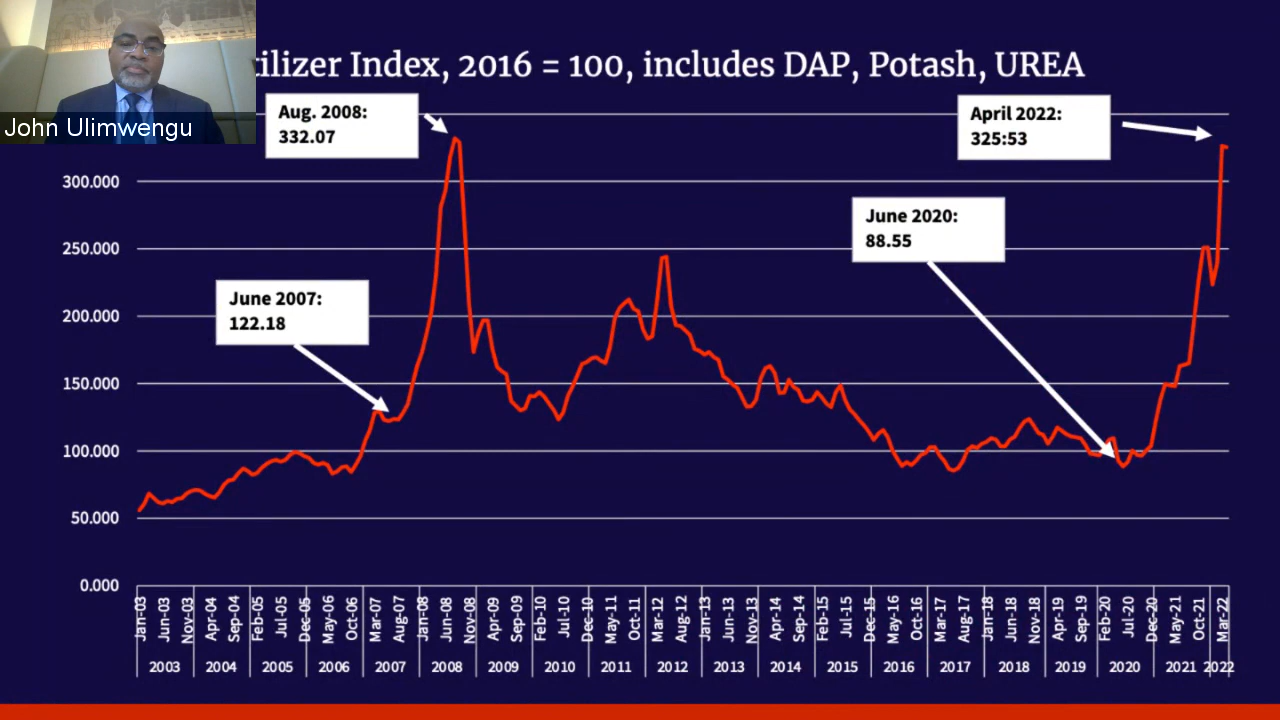 tilizer Index, 2016 = 100, includes DAP, Potash, UREA
John Ulimwengu
Aug. 2008:
332.07
April 2022:
325:53
June 2020:
88.55
June 2007:
122.18
300.000
250.000
200.000
150.000
100.000
50.000
0.000
Jan-03 Jun-03 Nov-03 Apr-04 Sep-04 Feb-05 Jul-05 Dec-05 May-06 Oct-06 Mar-07 Aug-07 Jan-08 Jun-08 Nov-08 Apr-09 Sep-09 Feb-10 Jul-10 Dec-10 May-11 Oct-11 Mar-12 Aug-12 Jan-13 Jun-13 Nov-13 Apr-14 Sep-14 Feb-15 Jul-15 Dec-15 May-16 Oct-16 Mar-17 Aug-17 Jan-18 Jun-18 Nov-18 Apr-19 Sep-19 Feb-20 Jul-20 Dec-20 May-21 Oct-21 Mar-22
2003 2004 2005 2006 2007 2008 2009 2010 2011 2012 2013 2014 2015 2016 2017 2018 2019 2020 2021 2022